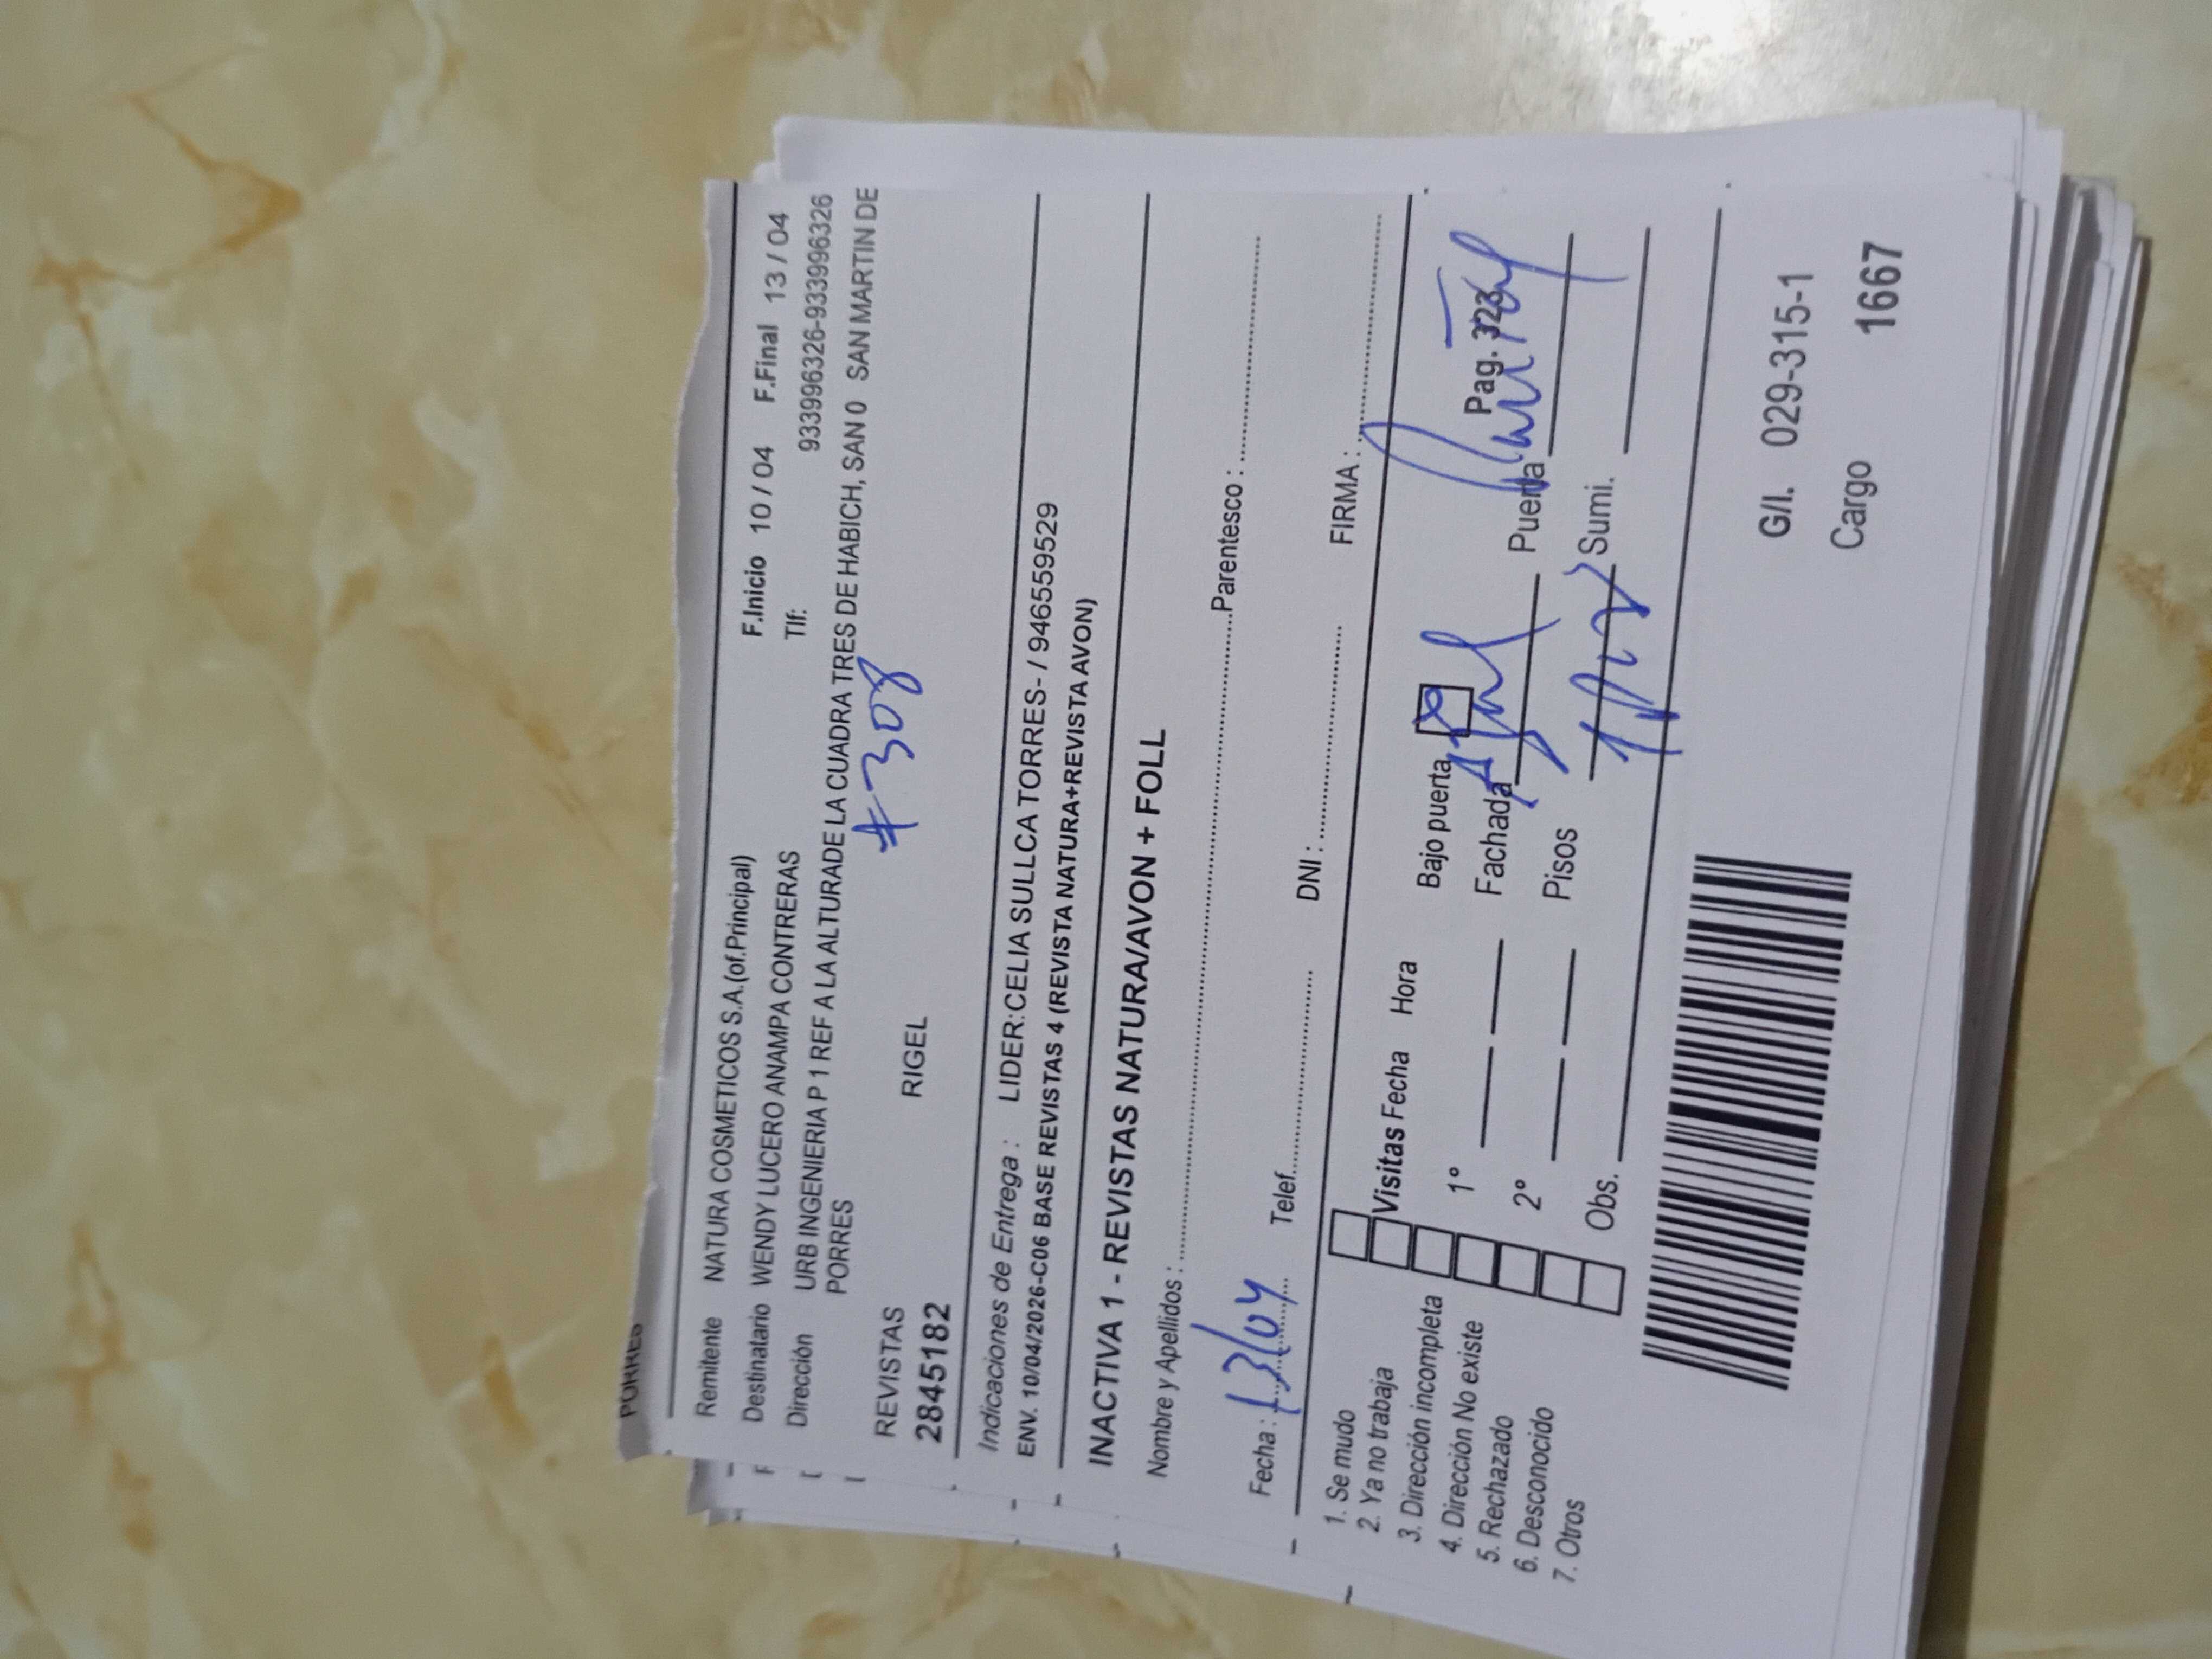 PORRES
Remitente NATURA COSMETICOS S.A.(of.Principal) F.Inicio 10 / 04 F.Final 13 / 04
Destinatario WENDY LUCERO ANAMPA CONTRERAS Tlf: 933996326-933996326
Dirección URB INGENIERIA P 1 REF A LA ALTURADE LA CUADRA TRES DE HABICH, SAN 0 SAN MARTIN DE
PORRES
#308
REVISTAS RIGEL
2845182
Indicaciones de Entrega : LIDER:CELIA SULLCA TORRES- / 946559529
ENV. 10/04/2026-C06 BASE REVISTAS 4 (REVISTA NATURA+REVISTA AVON)
INACTIVA 1 - REVISTAS NATURA/AVON + FOLL
Nombre y Apellidos : Parentesco :
Fecha : 13/04 Telef. DNI : FIRMA :
1. Se mudo
2. Ya no trabaja
3. Dirección incompleta
4. Dirección No existe
5. Rechazado
6. Desconocido
7. Otros
Visitas Fecha Hora Bajo puerta Pag. 323
1° Fachada Puerta
2° Pisos Sumi.
Obs.
G/I. 029-315-1
Cargo 1667